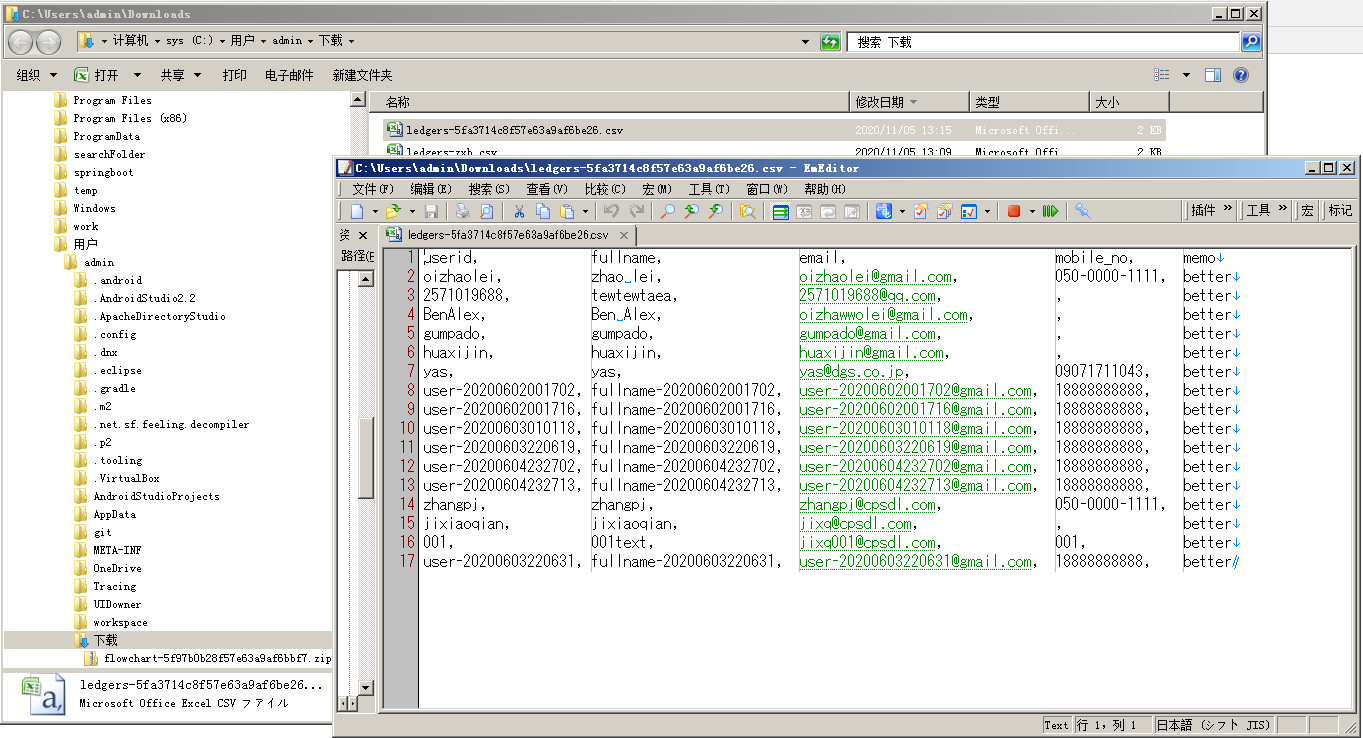 C:\Users\admin\Downloads
计算机 sys (C:) 用户 admin 下载
搜索 下载
组织 打开 共享 打印 电子邮件 新建文件夹
名称 修改日期 类型 大小
ledgers-5fa3714c8f57e63a9af6be26.csv 2020/11/05 13:15 Microsoft Offi... 2 KB
ledgers-zxb.csv 2020/11/05 13:09 Microsoft Offi... 2 KB
Program Files
Program Files (x86)
ProgramData
searchFolder
springboot
temp
Windows
work
用户
admin
.android
.AndroidStudio2.2
.ApacheDirectoryStudio
.config
.dnx
.eclipse
.gradle
.m2
.net.sf.feeling.decompiler
.p2
.tooling
.VirtualBox
AndroidStudioProjects
AppData
git
META-INF
OneDrive
Tracing
UIDowner
workspace
下载
flowchart-5f97b0b28f57e63a9af6bbf7.zip
ledgers-5fa3714c8f57e63a9af6be26...
Microsoft Office Excel CSV ファイル
C:\Users\admin\Downloads\ledgers-5fa3714c8f57e63a9af6be26.csv - EmEditor
文件(F) 编辑(E) 搜索(S) 查看(V) 比较(C) 宏(M) 工具(T) 窗口(W) 帮助(H)
插件 » 工具 » 宏 标记
资 ledgers-5fa3714c8f57e63a9af6be26.csv
路径(E
1 userid, fullname, email, mobile_no, memo↓
2 oizhaolei, zhao lei, oizhaolei@gmail.com, 050-0000-1111, better↓
3 2571019688, tewtewtaea, 2571019688@qq.com, , better↓
4 BenAlex, Ben Alex, oizhawwolei@gmail.com, , better↓
5 gumpado, gumpado, gumpado@gmail.com, , better↓
6 huaxijin, huaxijin, huaxijin@gmail.com, , better↓
7 yas, yas, yas@dgs.co.jp, 09071711043, better↓
8 user-20200602001702, fullname-20200602001702, user-20200602001702@gmail.com, 18888888888, better↓
9 user-20200602001716, fullname-20200602001716, user-20200602001716@gmail.com, 18888888888, better↓
10 user-20200603010118, fullname-20200603010118, user-20200603010118@gmail.com, 18888888888, better↓
11 user-20200603220619, fullname-20200603220619, user-20200603220619@gmail.com, 18888888888, better↓
12 user-20200604232702, fullname-20200604232702, user-20200604232702@gmail.com, 18888888888, better↓
13 user-20200604232713, fullname-20200604232713, user-20200604232713@gmail.com, 18888888888, better↓
14 zhangpj, zhangpj, zhangpj@cpsdl.com, 050-0000-1111, better↓
15 jixiaoqian, jixiaoqian, jixq@cpsdl.com, , better↓
16 001, 001text, jixq001@cpsdl.com, 001, better↓
17 user-20200603220631, fullname-20200603220631, user-20200603220631@gmail.com, 18888888888, better
Text 行 1, 列 1 日本語 (シフト JIS)